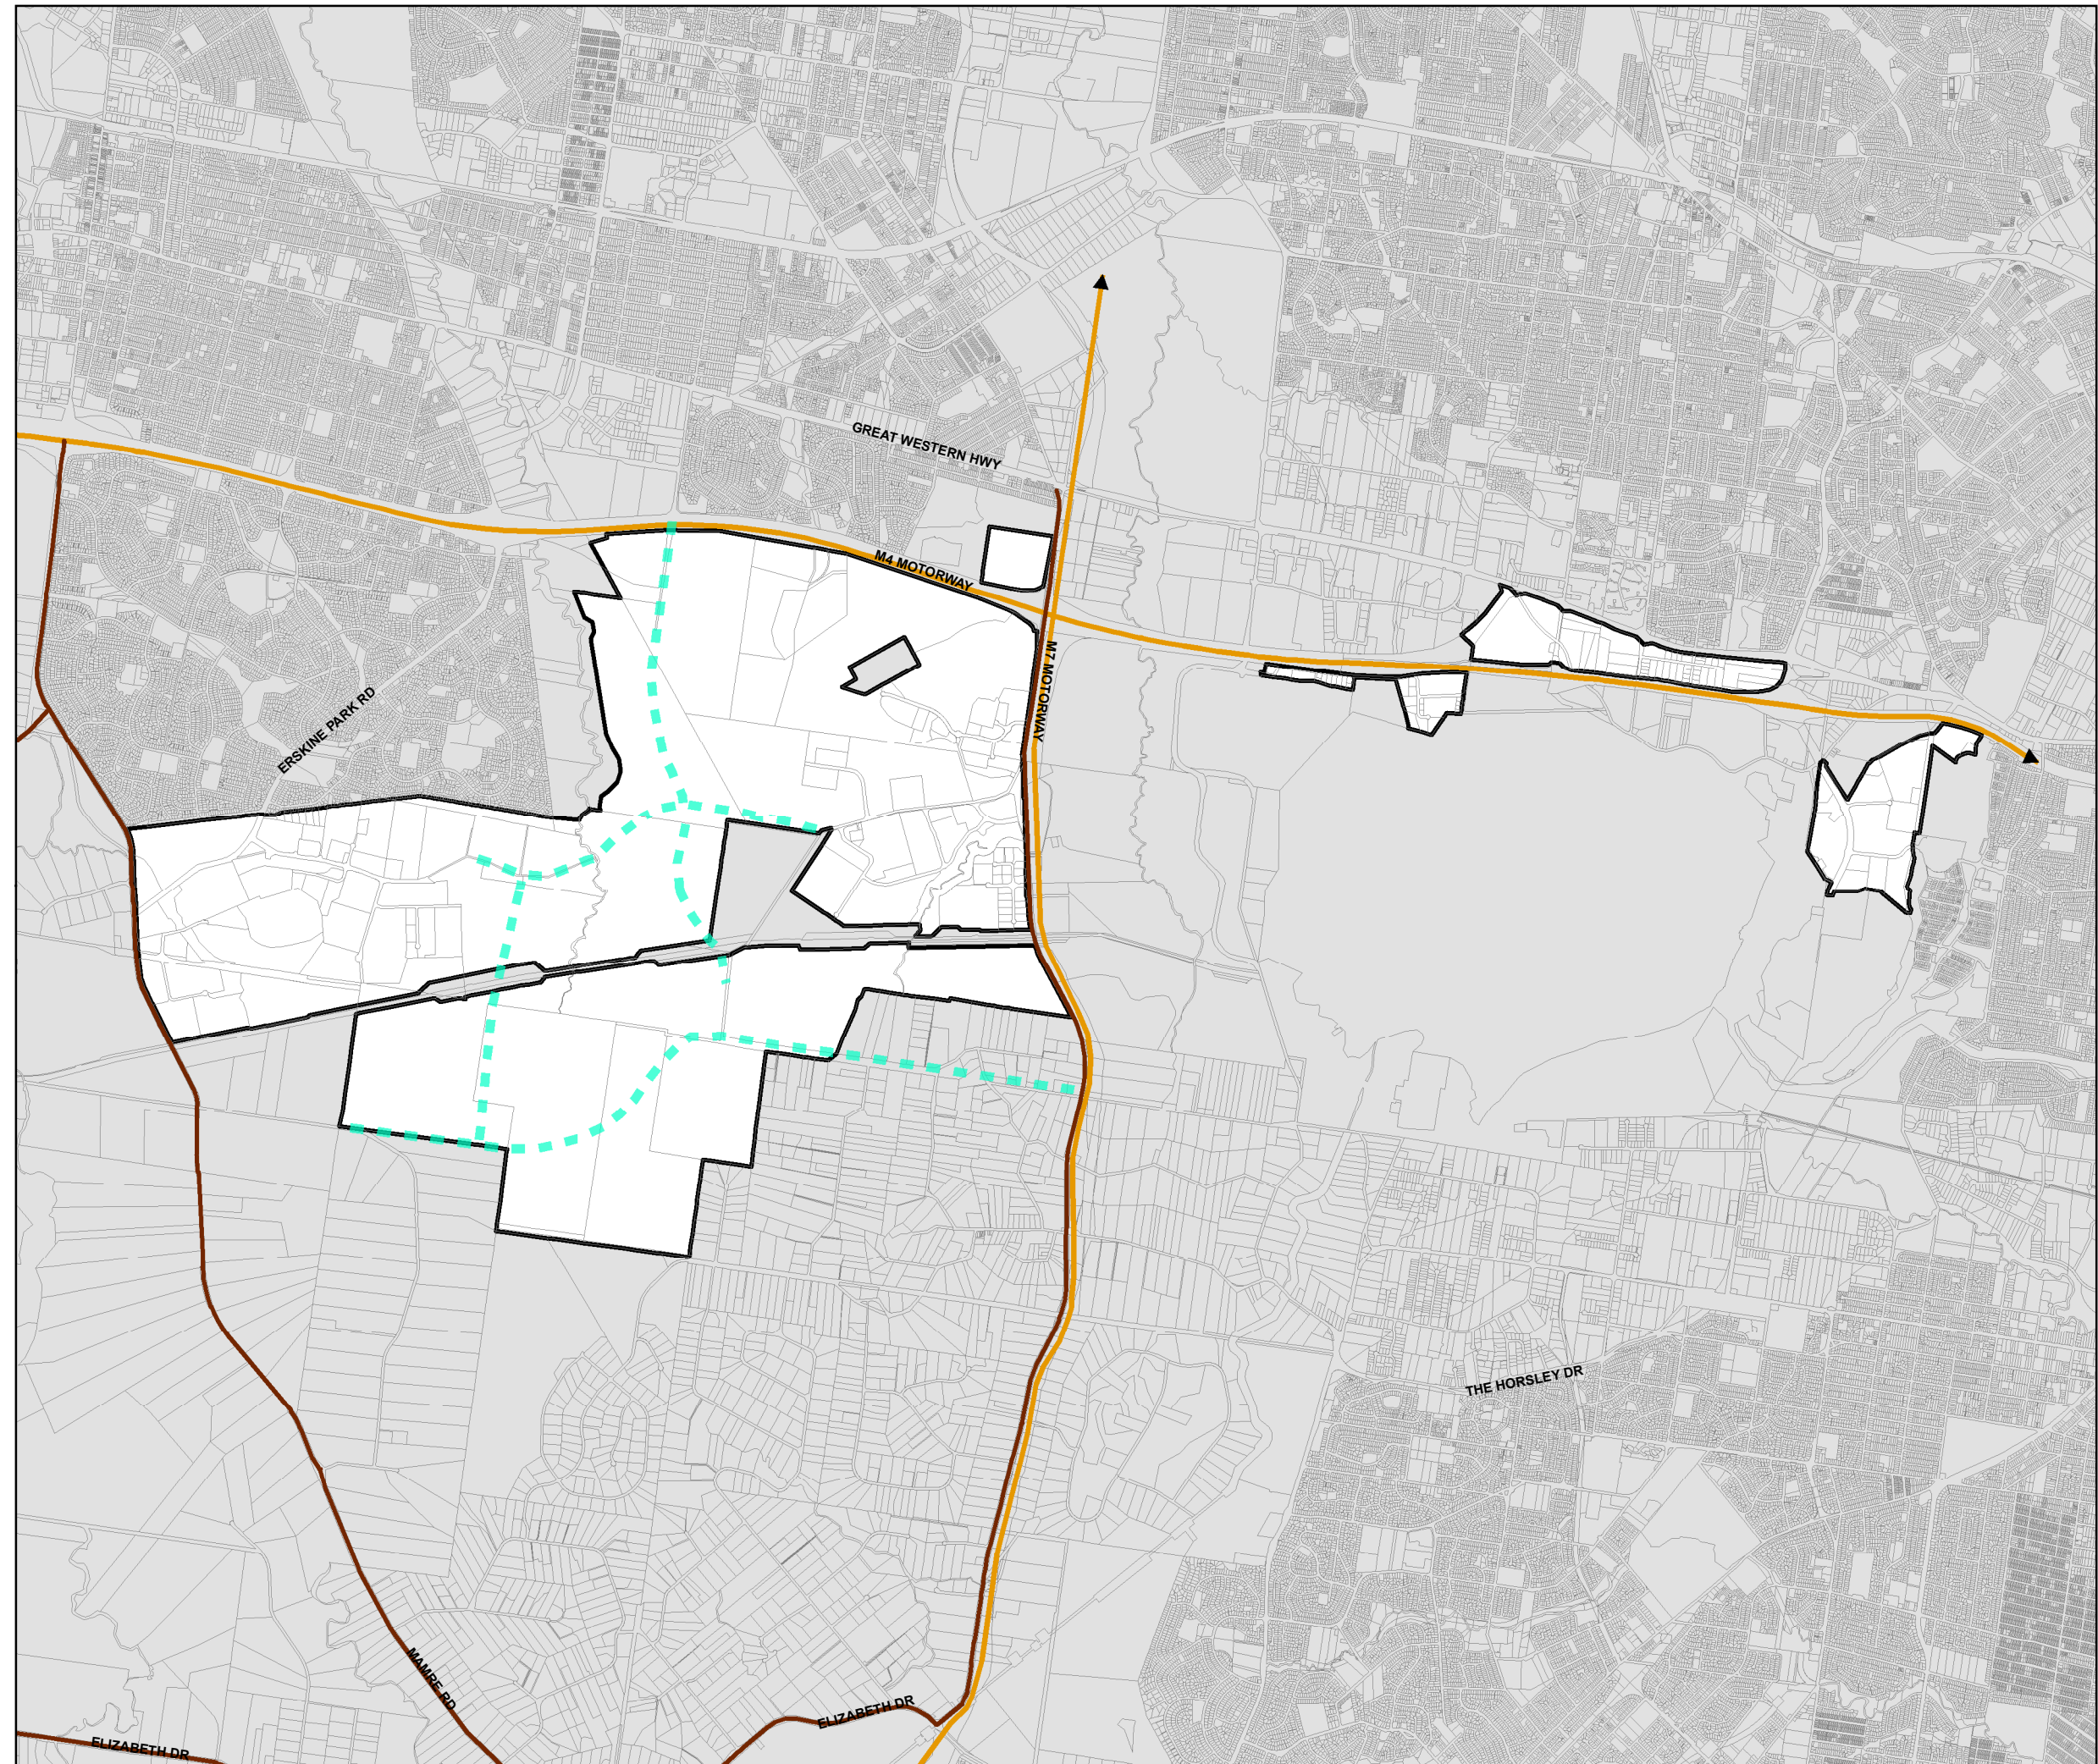 GREAT WESTERN HWY
M4 MOTORWAY
M7 MOTORWAY
ERSKINE PARK RD
THE HORSLEY DR
MAMRE RD
ELIZABETH DR
ELIZABETH DR